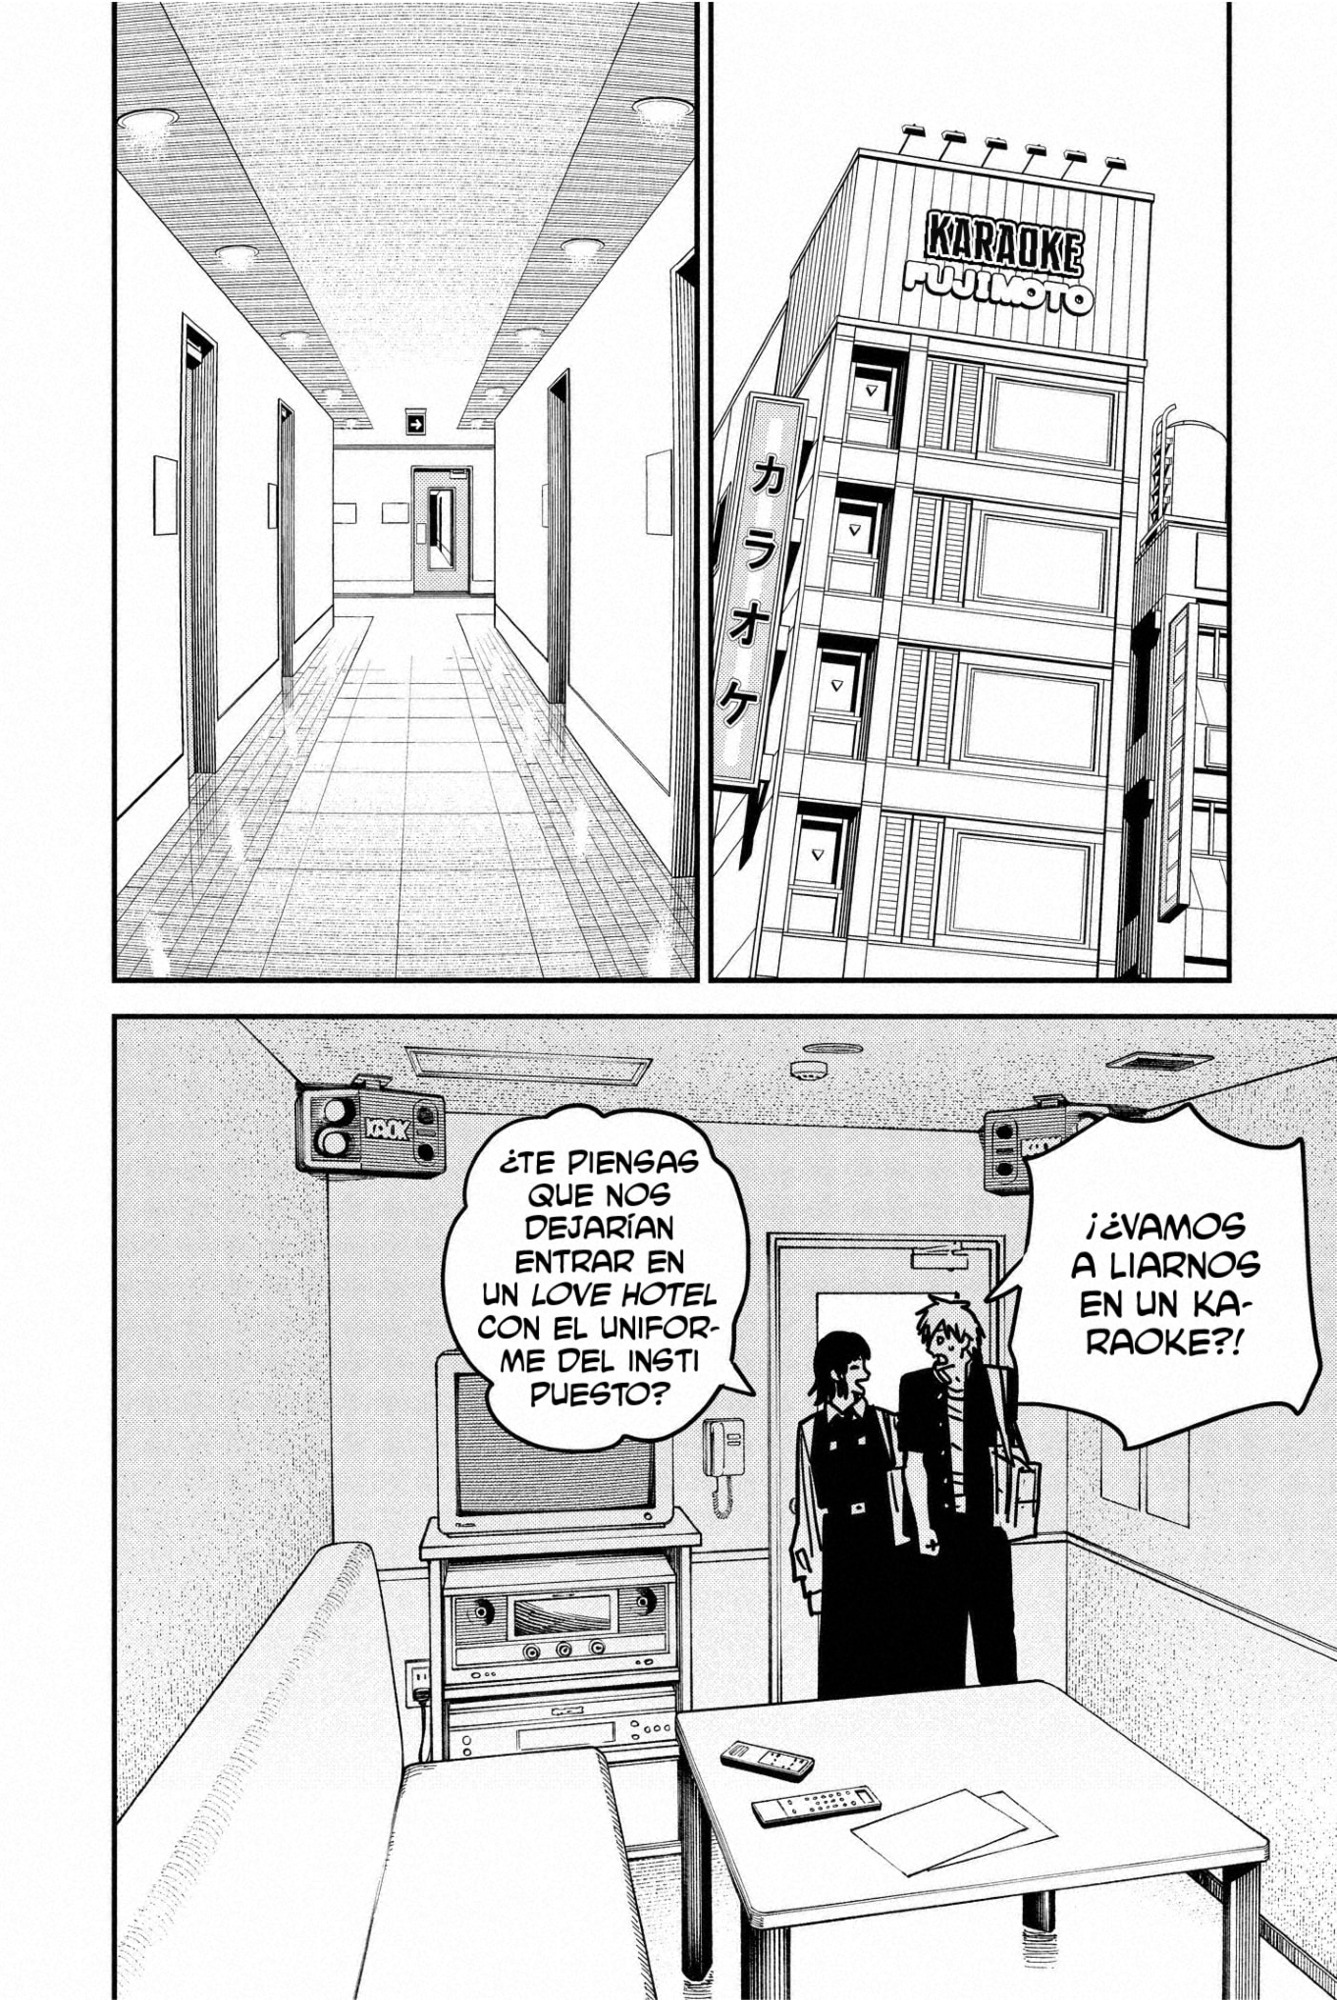 KARAOKE
FUJIMOTO
カラオケ
¡¿VAMOS
A LIARNOS
EN UN KA-
RAOKE?!
¿TE PIENSAS
QUE NOS
DEJARÍAN
ENTRAR EN
UN LOVE HOTEL
CON EL UNIFOR-
ME DEL INSTI
PUESTO?
KAOK
KAOK